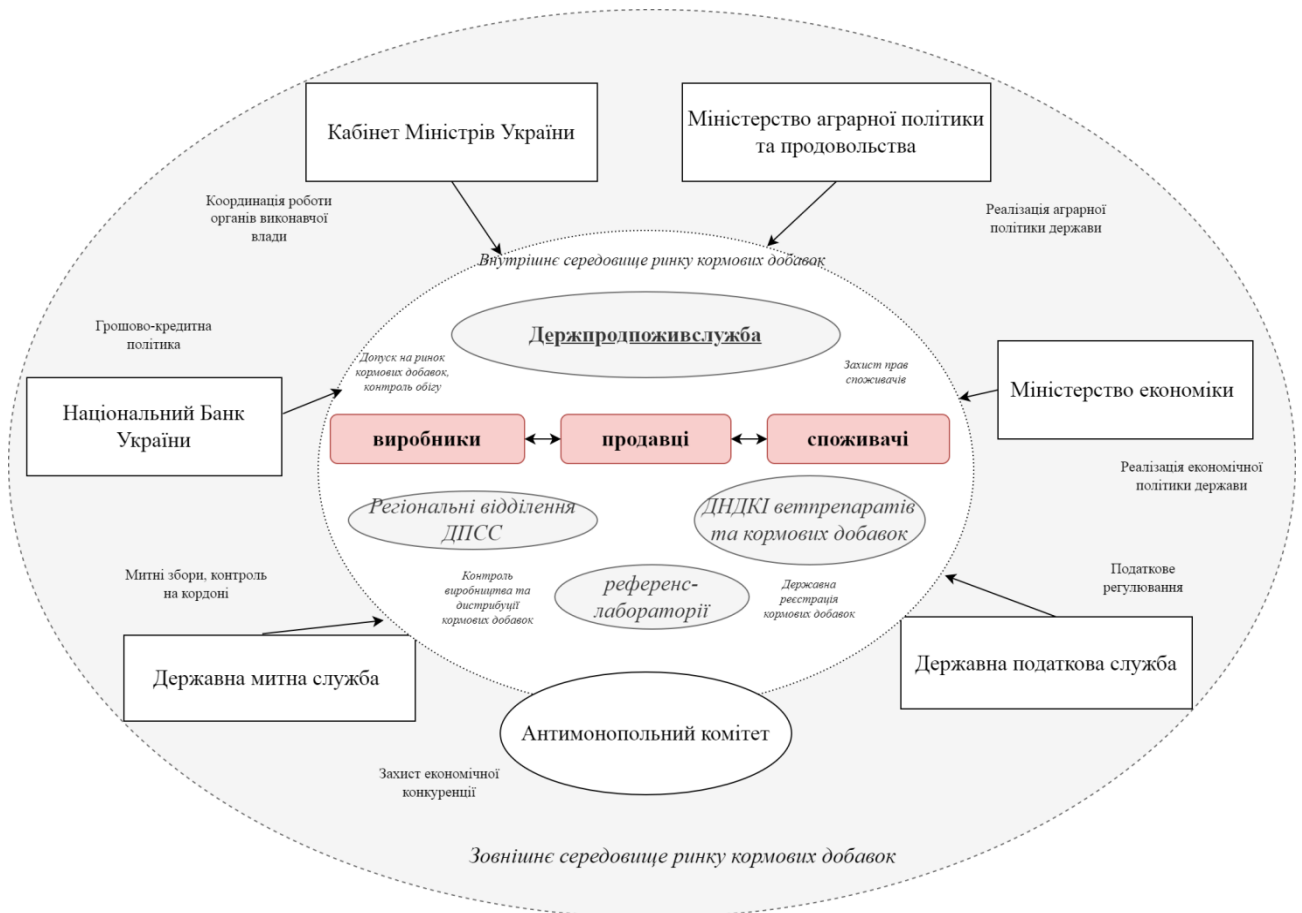 Кабінет Міністрів України
Міністерство аграрної політики
та продовольства
Координація роботи
органів виконавчої
влади
Реалізація аграрної
політики держави
Внутрішнє середовище ринку кормових добавок
Держпродпоживслужба
Грошово-кредитна
політика
Допуск на ринок
кормових добавок,
контроль обігу
Захист прав
споживачів
Національний Банк
України
Міністерство економіки
виробники
продавці
споживачі
Реалізація економічної
політики держави
Регіональні відділення
ДПСС
ДНДКІ ветпрепаратів
та кормових добавок
Митні збори, контроль
на кордоні
Контроль
виробництва та
дистрибуції
кормових добавок
референс-
лабораторії
Державна
реєстрація
кормових добавок
Податкове
регулювання
Державна митна служба
Державна податкова служба
Антимонопольний комітет
Захист економічної
конкуренції
Зовнішнє середовище ринку кормових добавок